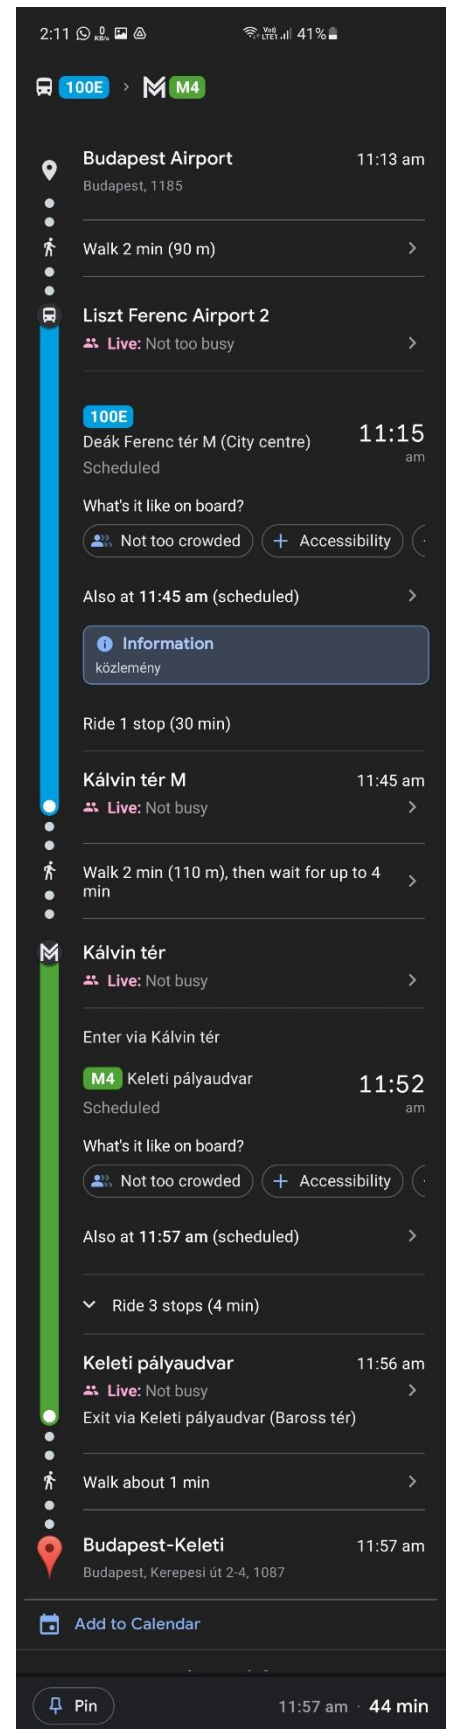 2:11 0 KB/s Vo)) LTE1 41%
100E > M4
Budapest Airport 11:13 am
Budapest, 1185
Walk 2 min (90 m)
Liszt Ferenc Airport 2
Live: Not too busy
100E
Deák Ferenc tér M (City centre) 11:15
Scheduled am
What's it like on board?
Not too crowded + Accessibility
Also at 11:45 am (scheduled)
Information
közlemény
Ride 1 stop (30 min)
Kálvin tér M 11:45 am
Live: Not busy
Walk 2 min (110 m), then wait for up to 4
min
Kálvin tér
Live: Not busy
Enter via Kálvin tér
M4 Keleti pályaudvar 11:52
Scheduled am
What's it like on board?
Not too crowded + Accessibility
Also at 11:57 am (scheduled)
Ride 3 stops (4 min)
Keleti pályaudvar 11:56 am
Live: Not busy
Exit via Keleti pályaudvar (Baross tér)
Walk about 1 min
Budapest-Keleti 11:57 am
Budapest, Kerepesi út 2-4, 1087
Add to Calendar
Pin 11:57 am · 44 min